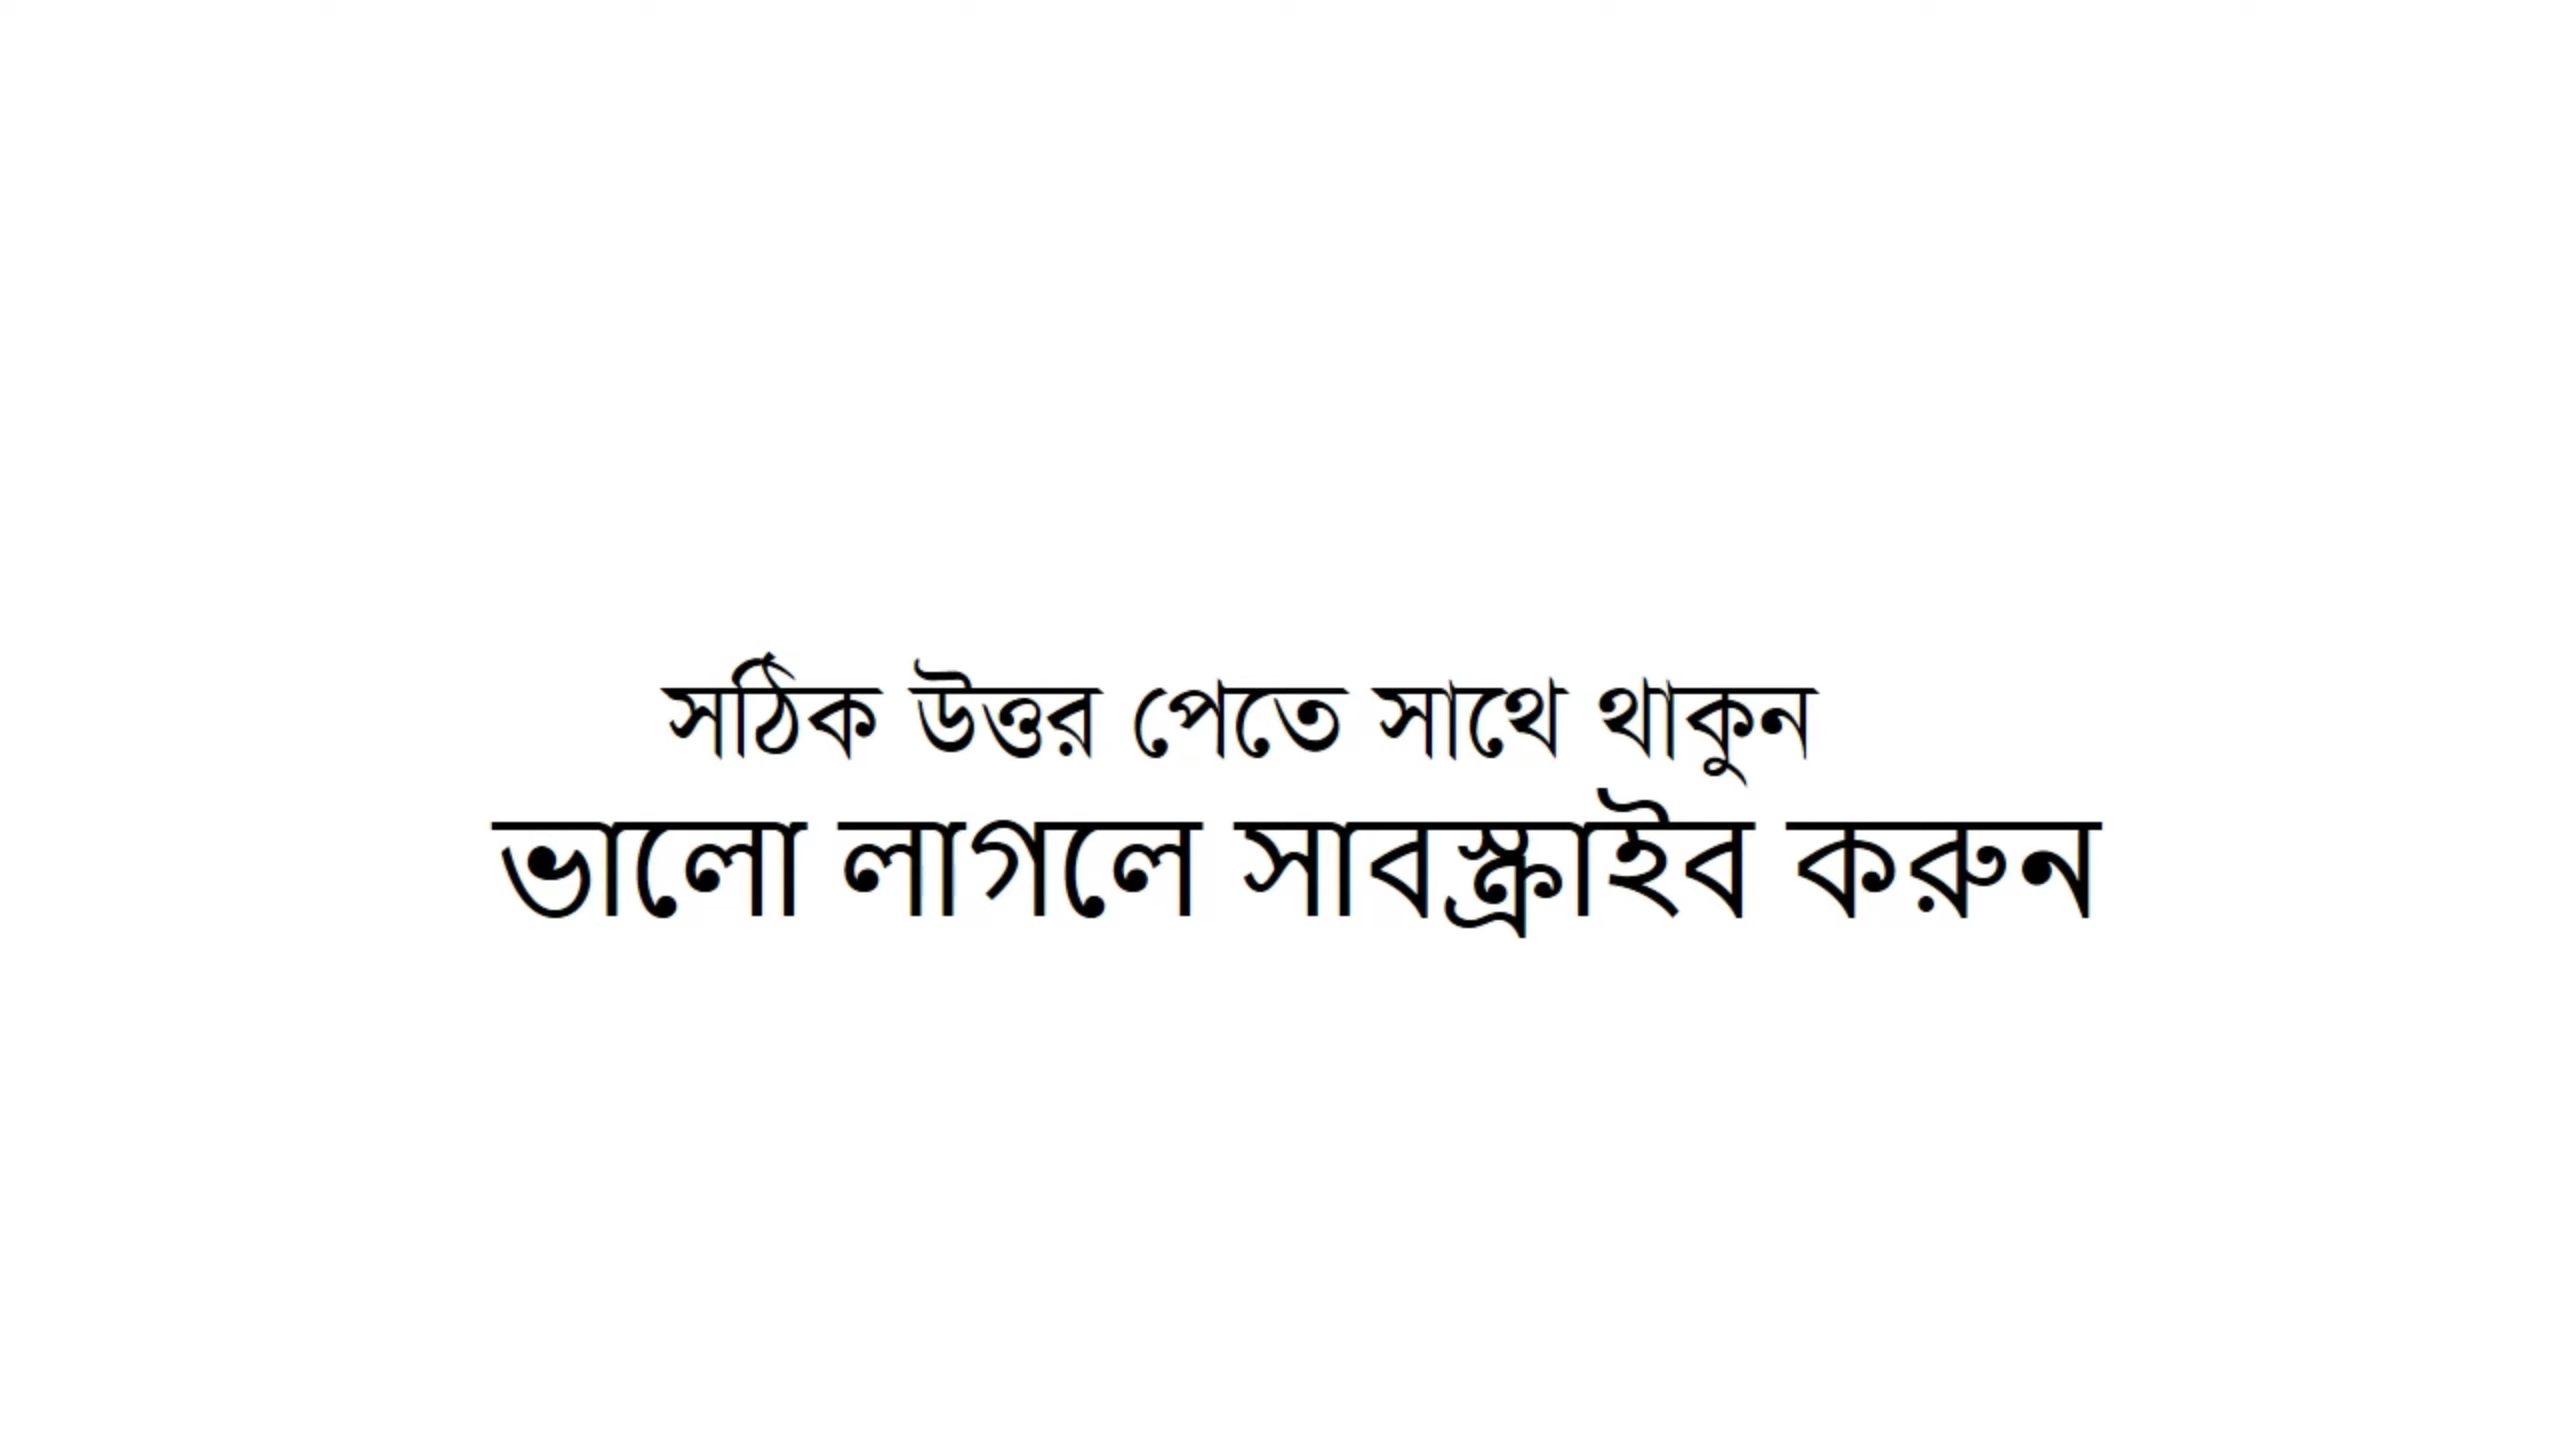 সঠিক উত্তর পেতে সাথে থাকুন
ভালো লাগলে সাবস্ক্রাইব করুন